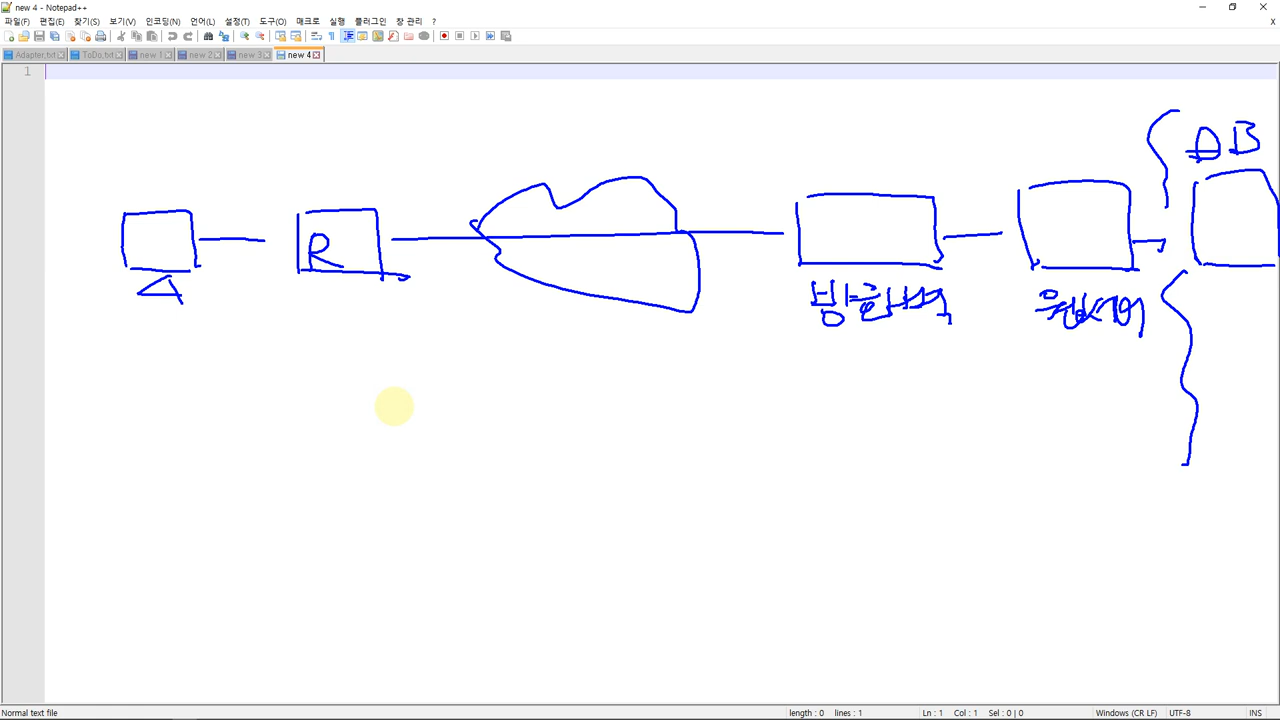 new 4 - Notepad++
파일(F) 편집(E) 찾기(S) 보기(V) 인코딩(N) 언어(L) 설정(T) 도구(O) 매크로 실행 플러그인 창 관리 ? X
Adapter.txt ToDo.txt new 1 new 2 new 3 new 4
1
DB
R
A
방화벽 웹서버
Normal text file length : 0 lines : 1 Ln : 1 Col : 1 Sel : 0 | 0 Windows (CR LF) UTF-8 INS